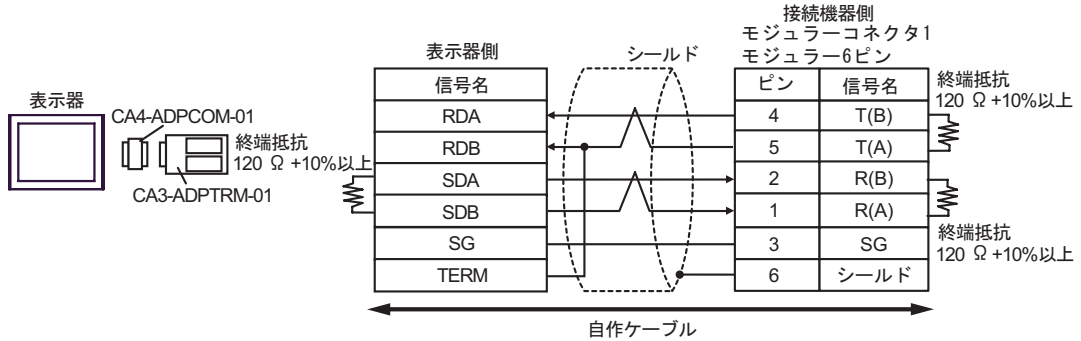 表示器
CA4-ADPCOM-01
CA3-ADPTRM-01
終端抵抗
120 Ω +10%以上
表示器側
信号名
RDA
RDB
SDA
SDB
SG
TERM
シールド
接続機器側
モジュラーコネクタ1
モジュラー6ピン
ピン 信号名
4 T(B)
5 T(A)
2 R(B)
1 R(A)
3 SG
6 シールド
終端抵抗
120 Ω +10%以上
終端抵抗
120 Ω +10%以上
自作ケーブル